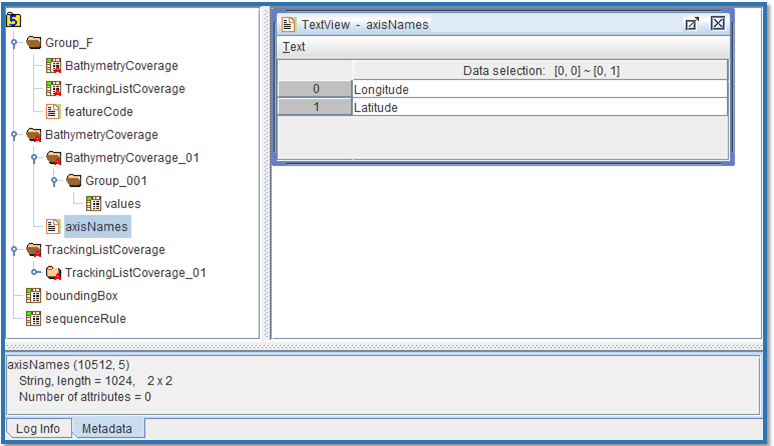 Group_F
BathymetryCoverage
TrackingListCoverage
featureCode
BathymetryCoverage
BathymetryCoverage_01
Group_001
values
axisNames
TrackingListCoverage
TrackingListCoverage_01
boundingBox
sequenceRule
TextView - axisNames
Text
Data selection: [0, 0] ~ [0, 1]
0 Longitude
1 Latitude
axisNames (10512, 5)
String, length = 1024, 2 x 2
Number of attributes = 0
Log Info Metadata